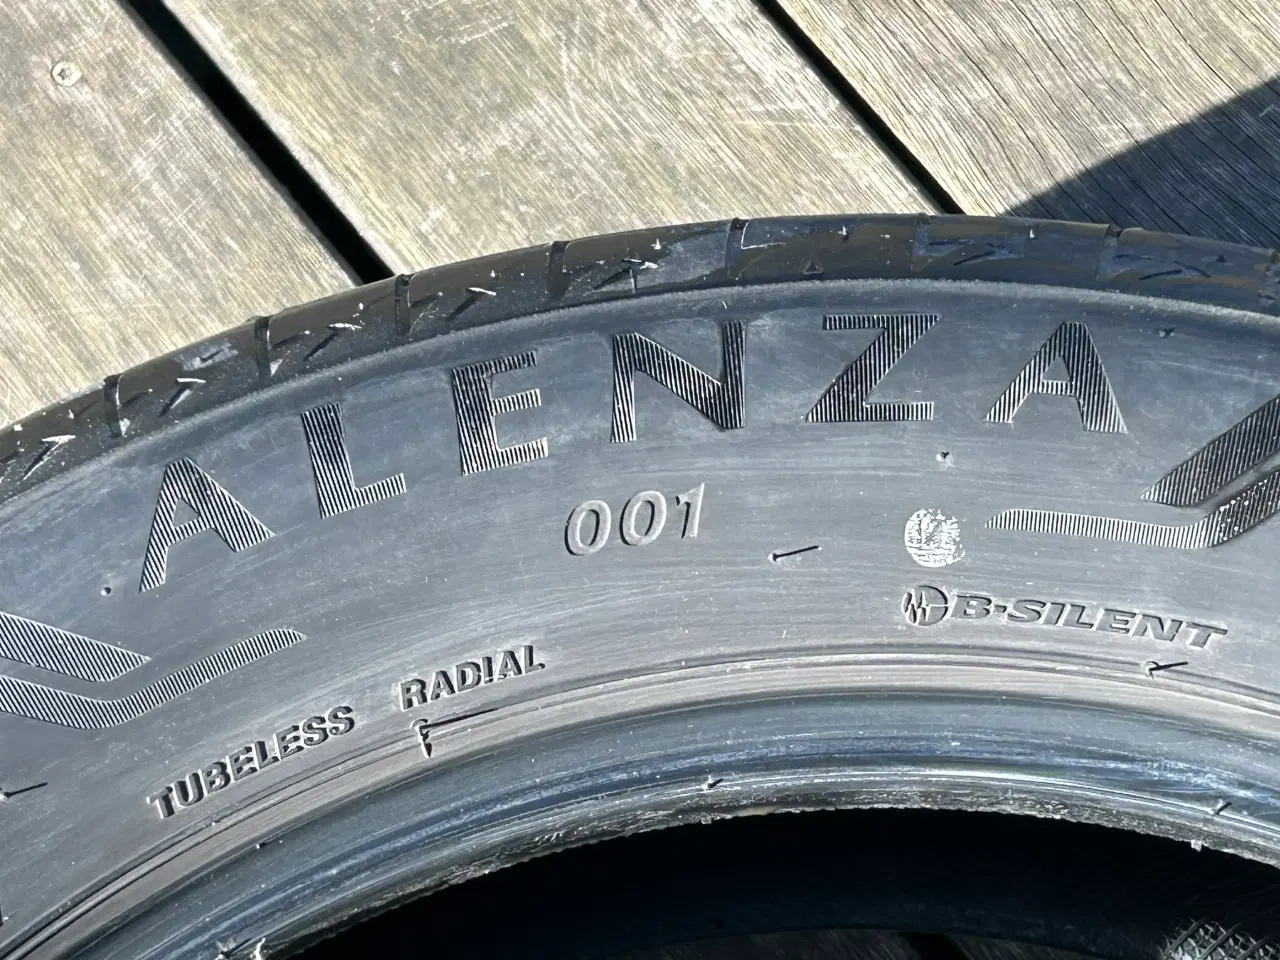 ALENZA
001
B-SILENT
TUBELESS RADIAL